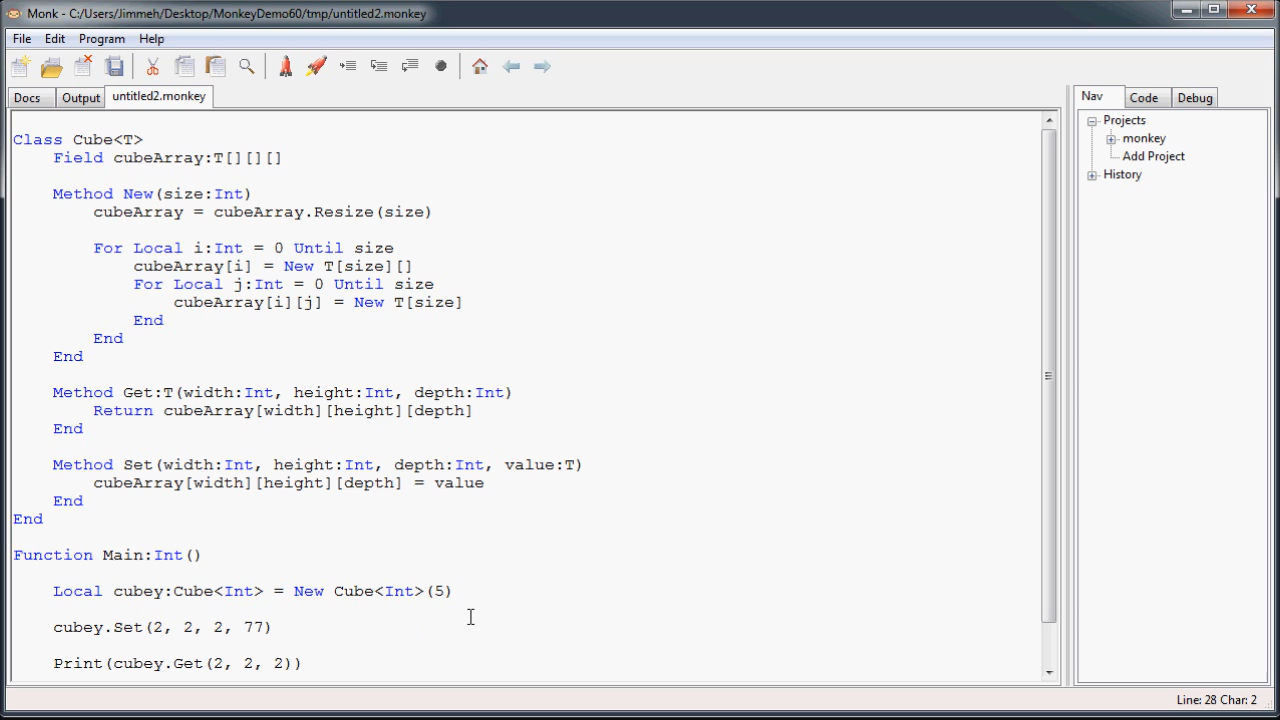 Monk - C:/Users/Jimmeh/Desktop/MonkeyDemo60/tmp/untitled2.monkey
File Edit Program Help
Docs Output untitled2.monkey
Class Cube<T>
    Field cubeArray:T[][][]
    Method New(size:Int)
        cubeArray = cubeArray.Resize(size)
        For Local i:Int = 0 Until size
            cubeArray[i] = New T[size][]
            For Local j:Int = 0 Until size
                cubeArray[i][j] = New T[size]
            End
        End
    End
    Method Get:T(width:Int, height:Int, depth:Int)
        Return cubeArray[width][height][depth]
    End
    Method Set(width:Int, height:Int, depth:Int, value:T)
        cubeArray[width][height][depth] = value
    End
End
Function Main:Int()
    Local cubey:Cube<Int> = New Cube<Int>(5)
    cubey.Set(2, 2, 2, 77)
    Print(cubey.Get(2, 2, 2))
Nav Code Debug
Projects
monkey
Add Project
History
Line: 28 Char: 2